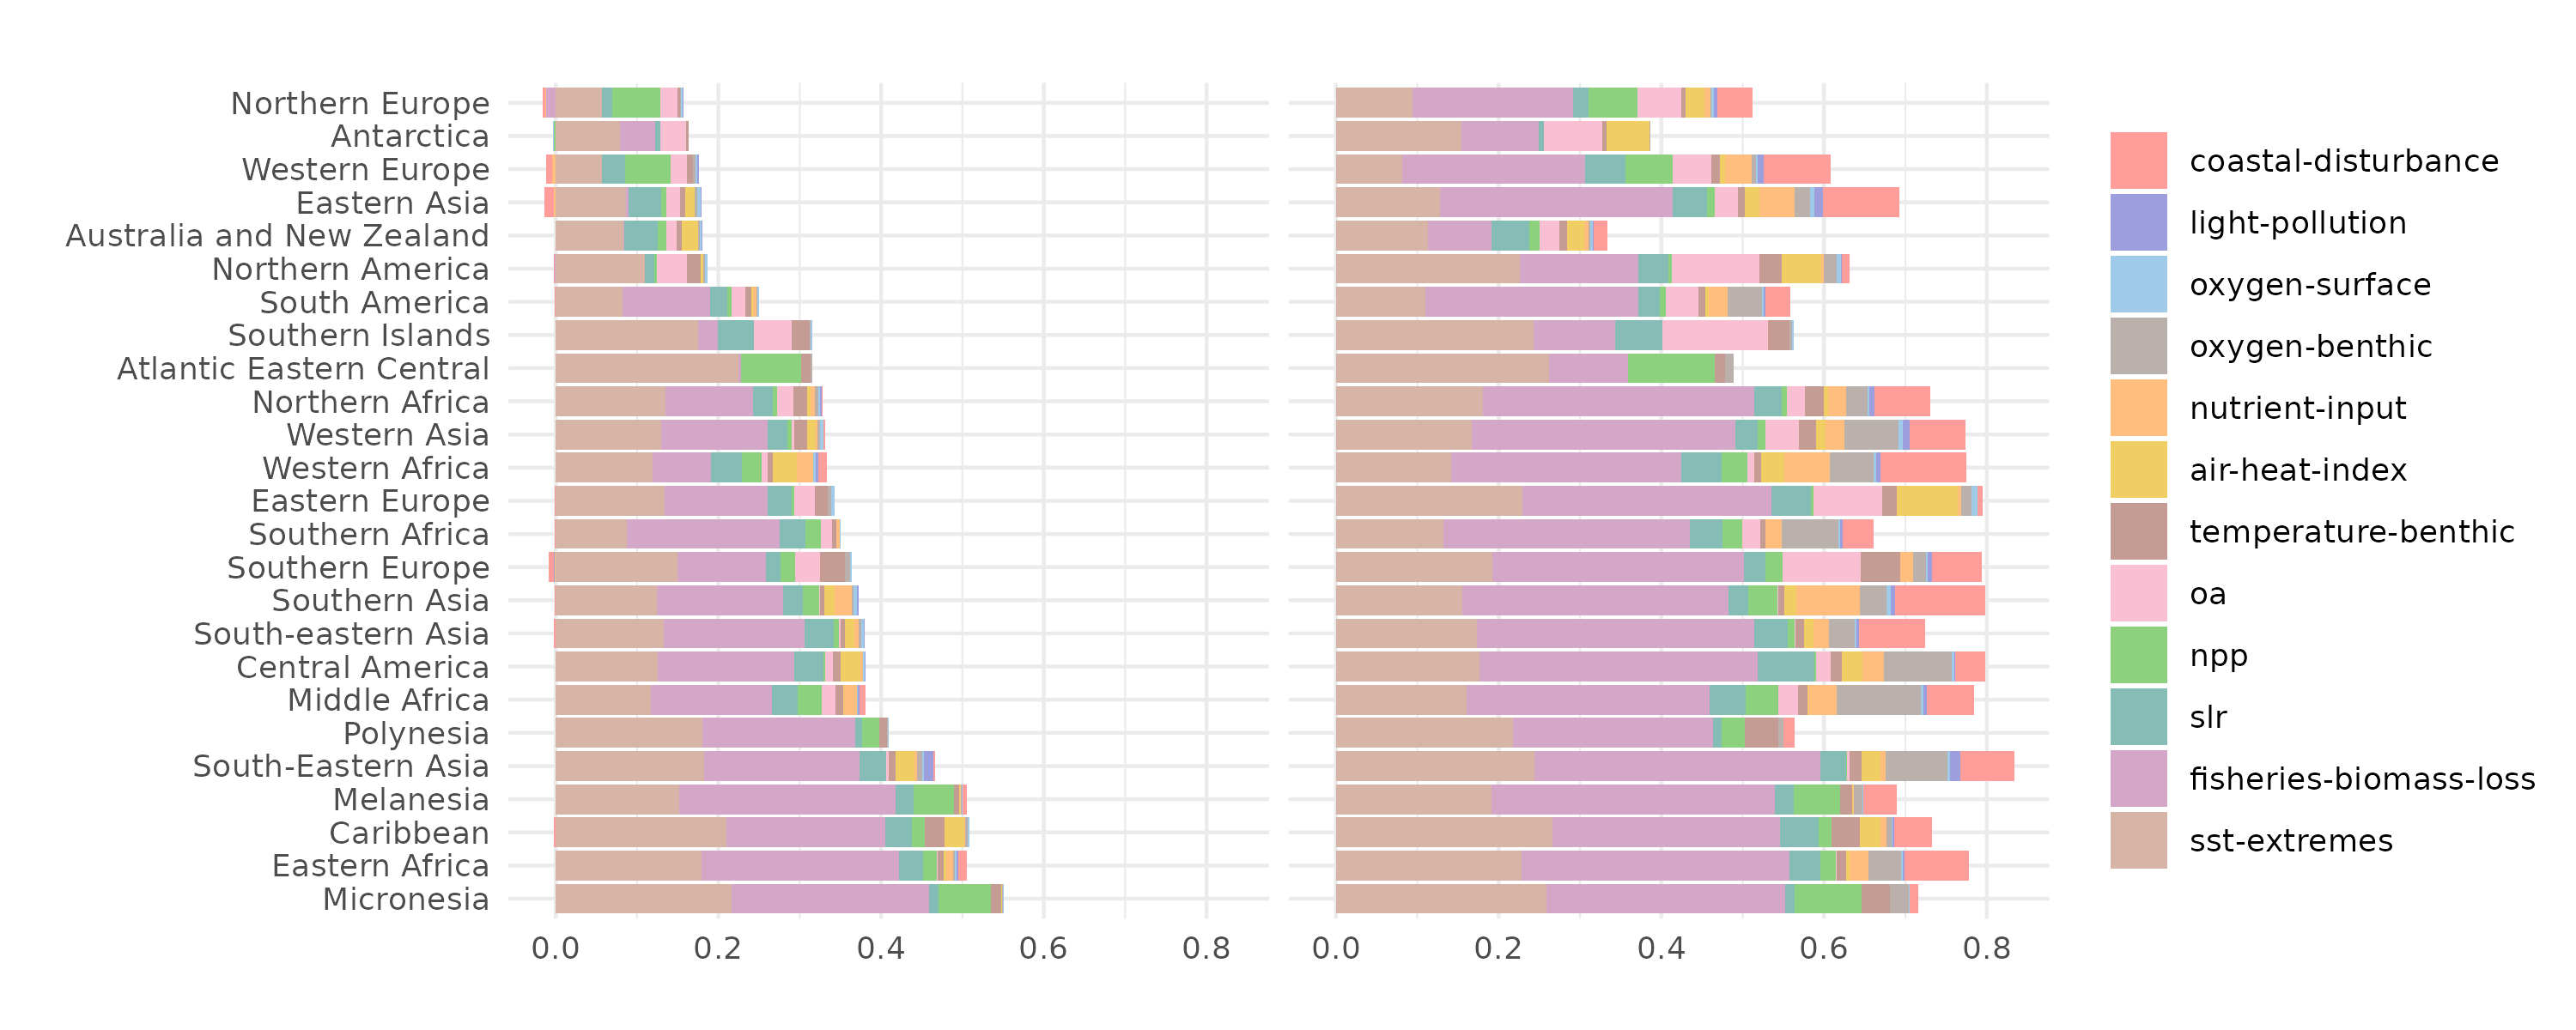 Northern Europe
Antarctica
Western Europe
Eastern Asia
Australia and New Zealand
Northern America
South America
Southern Islands
Atlantic Eastern Central
Northern Africa
Western Asia
Western Africa
Eastern Europe
Southern Africa
Southern Europe
Southern Asia
South-eastern Asia
Central America
Middle Africa
Polynesia
South-Eastern Asia
Melanesia
Caribbean
Eastern Africa
Micronesia
0.0 0.2 0.4 0.6 0.8
0.0 0.2 0.4 0.6 0.8
coastal-disturbance
light-pollution
oxygen-surface
oxygen-benthic
nutrient-input
air-heat-index
temperature-benthic
oa
npp
slr
fisheries-biomass-loss
sst-extremes